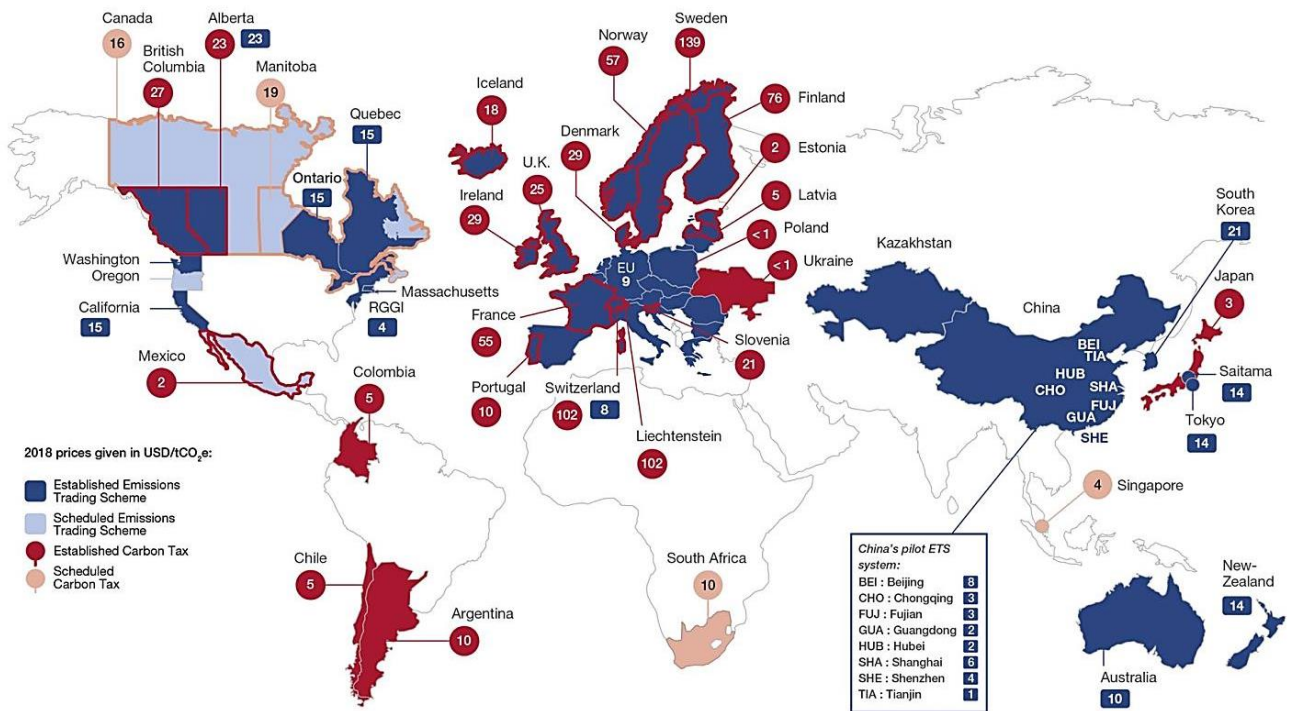 Canada
16
Alberta
23
23
British
Columbia
27
Manitoba
19
Quebec
15
Ontario
15
Washington
Oregon
California
15
Massachusetts
RGGI
4
Mexico
2
Colombia
5
Chile
5
Argentina
10
2018 prices given in USD/tCO₂e:
Established Emissions
Trading Scheme
Scheduled Emissions
Trading Scheme
Established Carbon Tax
Scheduled
Carbon Tax
Iceland
18
Norway
57
Sweden
139
76
Finland
Denmark
29
2
Estonia
U.K.
25
Ireland
29
5
Latvia
<1
Poland
<1
Ukraine
EU
9
France
55
Portugal
10
Switzerland
102
8
Liechtenstein
102
Slovenia
21
South Africa
10
Kazakhstan
China
BEI
TIA
HUB
CHO
SHA
FUJ
GUA
SHE
South
Korea
21
Japan
3
Saitama
14
Tokyo
14
4
Singapore
China's pilot ETS
system:
BEI : Beijing 8
CHO : Chongqing 3
FUJ : Fujian 3
GUA : Guangdong 2
HUB : Hubei 2
SHA : Shanghai 6
SHE : Shenzhen 4
TIA : Tianjin 1
New-
Zealand
14
Australia
10